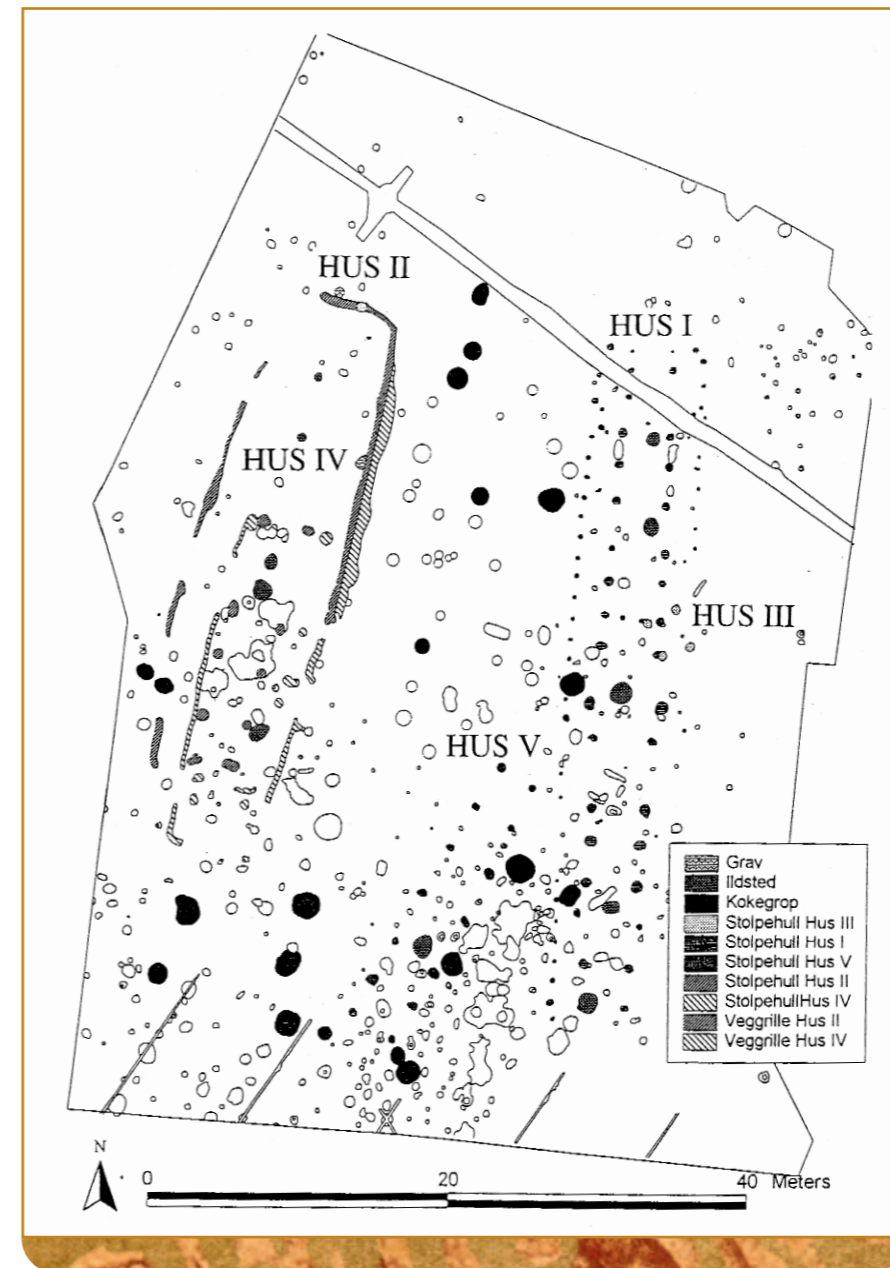 HUS II
HUS I
HUS IV
HUS III
HUS V
Grav
Ildsted
Kokegrop
Stolpehull Hus III
Stolpehull Hus I
Stolpehull Hus V
Stolpehull Hus II
StolpehullHus IV
Veggrille Hus II
Veggrille Hus IV
N
0 20 40 Meters